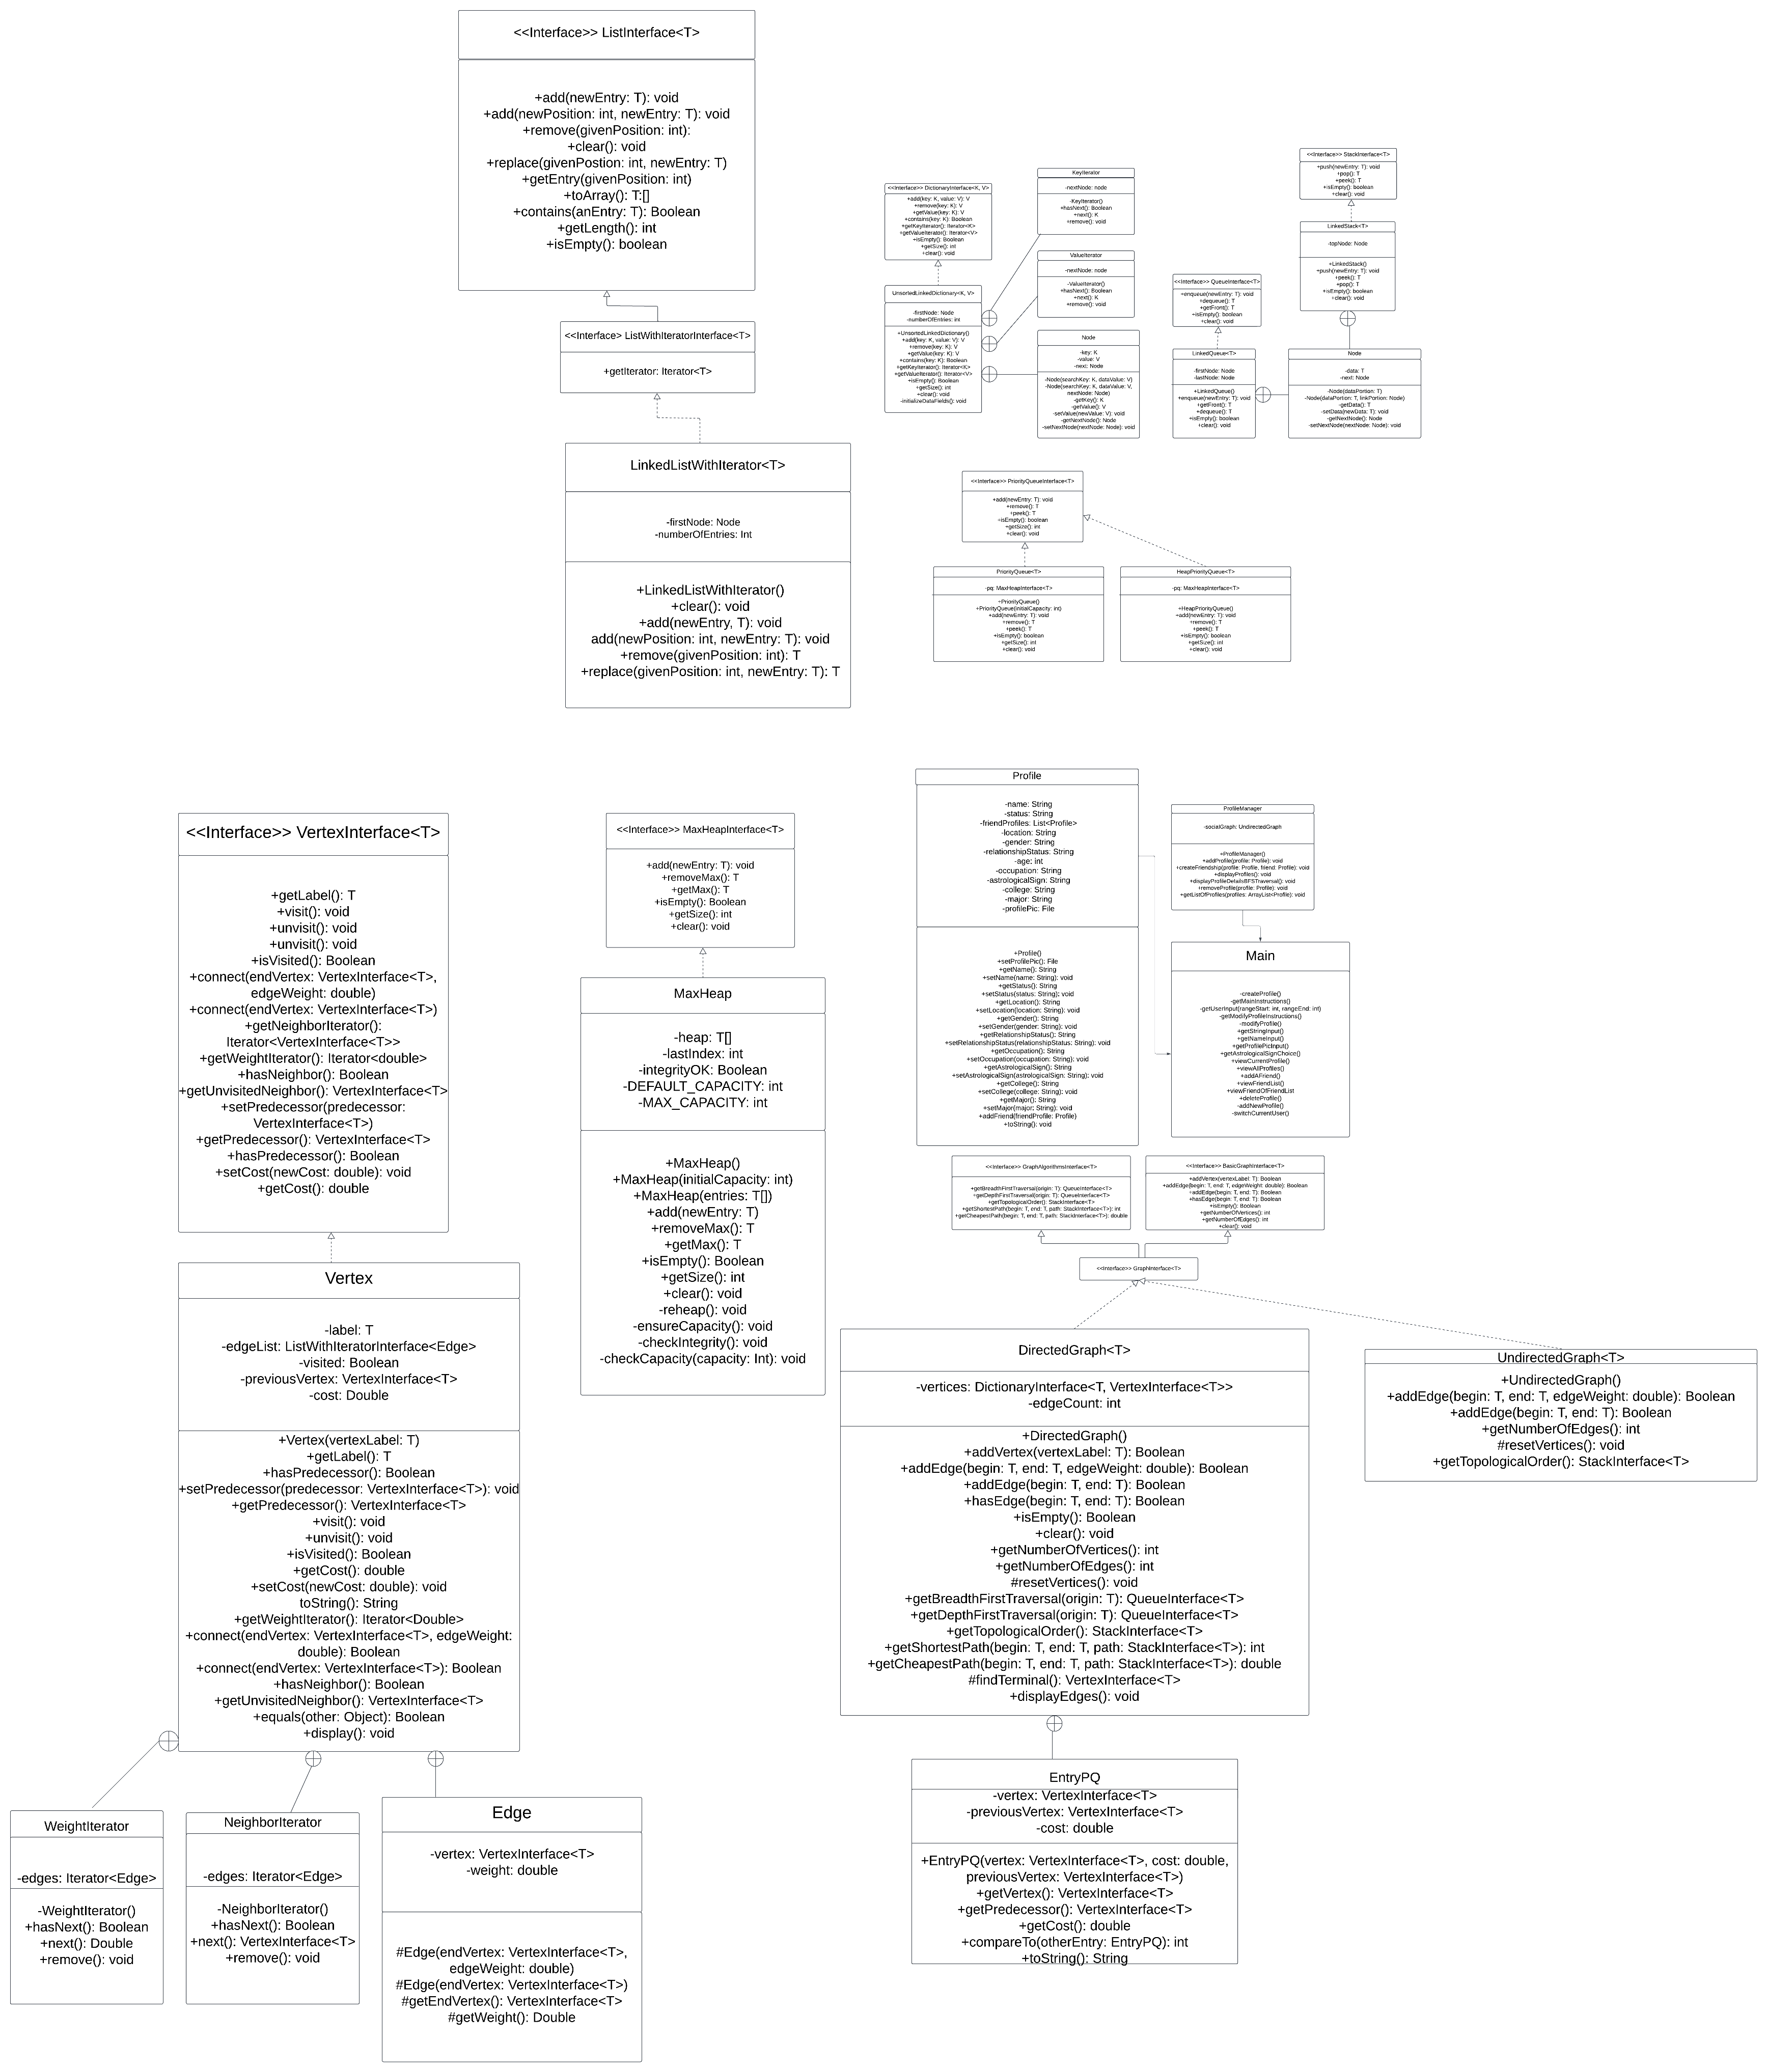 <<Interface>> ListInterface<T>
+add(newEntry: T): void
+add(newPosition: int, newEntry: T): void
+remove(givenPosition: int):
+clear(): void
+replace(givenPostion: int, newEntry: T)
+getEntry(givenPosition: int)
+toArray(): T:[]
+contains(anEntry: T): Boolean
+getLength(): int
+isEmpty(): boolean
<<Interface> ListWithIteratorInterface<T>
+getIterator: Iterator<T>
LinkedListWithIterator<T>
-firstNode: Node
-numberOfEntries: Int
+LinkedListWithIterator()
+clear(): void
+add(newEntry, T): void
add(newPosition: int, newEntry: T): void
+remove(givenPosition: int): T
+replace(givenPosition: int, newEntry: T): T
<<Interface>> DictionaryInterface<K, V>
+add(key: K, value: V): V
+remove(key: K): V
+getValue(key: K): V
+contains(key: K): Boolean
+getKeyIterator(): Iterator<K>
+getValueIterator(): Iterator<V>
+isEmpty(): Boolean
+getSize(): int
+clear(): void
UnsortedLinkedDictionary<K, V>
-firstNode: Node
-numberOfEntries: int
+UnsortedLinkedDictionary()
+add(key: K, value: V): V
+remove(key: K): V
+getValue(key: K): V
+contains(key: K): Boolean
+getKeyIterator(): Iterator<K>
+getValueIterator(): Iterator<V>
+isEmpty(): Boolean
+getSize(): int
+clear(): void
-initializeDataFields(): void
KeyIterator
-nextNode: node
-KeyIterator()
+hasNext(): Boolean
+next(): K
+remove(): void
ValueIterator
-nextNode: node
-ValueIterator()
+hasNext(): Boolean
+next(): K
+remove(): void
Node
-key: K
-value: V
-next: Node
-Node(searchKey: K, dataValue: V)
-Node(searchKey: K, dataValue: V,
nextNode: Node)
-getKey(): K
-getValue(): V
-setValue(newValue: V): void
-getNextNode(): Node
-setNextNode(nextNode: Node): void
<<Interface>> QueueInterface<T>
+enqueue(newEntry: T): void
+dequeue(): T
+getFront(): T
+isEmpty(): boolean
+clear(): void
LinkedQueue<T>
-firstNode: Node
-lastNode: Node
+LinkedQueue()
+enqueue(newEntry: T): void
+getFront(): T
+dequeue(): T
+isEmpty(): boolean
+clear(): void
<<Interface>> StackInterface<T>
+push(newEntry: T): void
+pop(): T
+peek(): T
+isEmpty(): boolean
+clear(): void
LinkedStack<T>
-topNode: Node
+LinkedStack()
+push(newEntry: T): void
+peek(): T
+pop(): T
+isEmpty(): boolean
+clear(): void
Node
-data: T
-next: Node
-Node(dataPortion: T)
-Node(dataPortion: T, linkPortion: Node)
-getData(): T
-setData(newData: T): void
-getNextNode(): Node
-setNextNode(nextNode: Node): void
<<Interface>> PriorityQueueInterface<T>
+add(newEntry: T): void
+remove(): T
+peek(): T
+isEmpty(): boolean
+getSize(): int
+clear(): void
PriorityQueue<T>
-pq: MaxHeapInterface<T>
+PriorityQueue()
+PriorityQueue(initialCapacity: int)
+add(newEntry: T): void
+remove(): T
+peek(): T
+isEmpty(): boolean
+getSize(): int
+clear(): void
HeapPriorityQueue<T>
-pq: MaxHeapInterface<T>
+HeapPriorityQueue()
+add(newEntry: T): void
+remove(): T
+peek(): T
+isEmpty(): boolean
+getSize(): int
+clear(): void
<<Interface>> VertexInterface<T>
+getLabel(): T
+visit(): void
+unvisit(): void
+unvisit(): void
+isVisited(): Boolean
+connect(endVertex: VertexInterface<T>,
edgeWeight: double)
+connect(endVertex: VertexInterface<T>)
+getNeighborIterator():
Iterator<VertexInterface<T>>
+getWeightIterator(): Iterator<double>
+hasNeighbor(): Boolean
+getUnvisitedNeighbor(): VertexInterface<T>
+setPredecessor(predecessor:
VertexInterface<T>)
+getPredecessor(): VertexInterface<T>
+hasPredecessor(): Boolean
+setCost(newCost: double): void
+getCost(): double
Vertex
-label: T
-edgeList: ListWithIteratorInterface<Edge>
-visited: Boolean
-previousVertex: VertexInterface<T>
-cost: Double
+Vertex(vertexLabel: T)
+getLabel(): T
+hasPredecessor(): Boolean
+setPredecessor(predecessor: VertexInterface<T>): void
+getPredecessor(): VertexInterface<T>
+visit(): void
+unvisit(): void
+isVisited(): Boolean
+getCost(): double
+setCost(newCost: double): void
toString(): String
+getWeightIterator(): Iterator<Double>
+connect(endVertex: VertexInterface<T>, edgeWeight:
double): Boolean
+connect(endVertex: VertexInterface<T>): Boolean
+hasNeighbor(): Boolean
+getUnvisitedNeighbor(): VertexInterface<T>
+equals(other: Object): Boolean
+display(): void
WeightIterator
-edges: Iterator<Edge>
-WeightIterator()
+hasNext(): Boolean
+next(): Double
+remove(): void
NeighborIterator
-edges: Iterator<Edge>
-NeighborIterator()
+hasNext(): Boolean
+next(): VertexInterface<T>
+remove(): void
Edge
-vertex: VertexInterface<T>
-weight: double
#Edge(endVertex: VertexInterface<T>,
edgeWeight: double)
#Edge(endVertex: VertexInterface<T>)
#getEndVertex(): VertexInterface<T>
#getWeight(): Double
<<Interface>> MaxHeapInterface<T>
+add(newEntry: T): void
+removeMax(): T
+getMax(): T
+isEmpty(): Boolean
+getSize(): int
+clear(): void
MaxHeap
-heap: T[]
-lastIndex: int
-integrityOK: Boolean
-DEFAULT_CAPACITY: int
-MAX_CAPACITY: int
+MaxHeap()
+MaxHeap(initialCapacity: int)
+MaxHeap(entries: T[])
+add(newEntry: T)
+removeMax(): T
+getMax(): T
+isEmpty(): Boolean
+getSize(): int
+clear(): void
-reheap(): void
-ensureCapacity(): void
-checkIntegrity(): void
-checkCapacity(capacity: Int): void
Profile
-name: String
-status: String
-friendProfiles: List<Profile>
-location: String
-gender: String
-relationshipStatus: String
-age: int
-occupation: String
-astrologicalSign: String
-college: String
-major: String
-profilePic: File
+Profile()
+setProfilePic(): File
+getName(): String
+setName(name: String): void
+getStatus(): String
+setStatus(status: String): void
+getLocation(): String
+setLocation(location: String): void
+getGender(): String
+setGender(gender: String): void
+getRelationshipStatus(): String
+setRelationshipStatus(relationshipStatus: String): void
+getOccupation(): String
+setOccupation(occupation: String): void
+getAstrologicalSign(): String
+setAstrologicalSign(astrologicalSign: String): void
+getCollege(): String
+setCollege(college: String): void
+getMajor(): String
+setMajor(major: String): void
+addFriend(friendProfile: Profile)
+toString(): void
ProfileManager
-socialGraph: UndirectedGraph
+ProfileManager()
+addProfile(profile: Profile): void
+createFriendship(profile: Profile, friend: Profile): void
+displayProfiles(): void
+displayProfileDetailsBFSTraversal(): void
+removeProfile(profile: Profile): void
+getListOfProfiles(profiles: ArrayList<Profile): void
Main
-createProfile()
-getMainInstructions()
-getUserInput(rangeStart: int, rangeEnd: int)
-getModifyProfileInstructions()
-modifyProfile()
+getStringInput()
+getNameInput()
+getProfilePicInput()
+getAstrologicalSignChoice()
+viewCurrentProfile()
+viewAllProfiles()
+addAFriend()
+viewFriendList()
+viewFriendOfFriendList
+deleteProfile()
-addNewProfile()
-switchCurrentUser()
<<Interface>> GraphAlgorithmsInterface<T>
+getBreadthFirstTraversal(origin: T): QueueInterface<T>
+getDepthFirstTraversal(origin: T): QueueInterface<T>
+getTopologicalOrder(): StackInterface<T>
+getShortestPath(begin: T, end: T, path: StackInterface<T>): int
+getCheapestPath(begin: T, end: T, path: StackInterface<T>): double
<<Interface>> BasicGraphInterface<T>
+addVertex(vertexLabel: T): Boolean
+addEdge(begin: T, end: T, edgeWeight: double): Boolean
+addEdge(begin: T, end: T): Boolean
+hasEdge(begin: T, end: T): Boolean
+isEmpty(): Boolean
+getNumberOfVertices(): int
+getNumberOfEdges(): int
+clear(): void
<<Interface>> GraphInterface<T>
DirectedGraph<T>
-vertices: DictionaryInterface<T, VertexInterface<T>>
-edgeCount: int
+DirectedGraph()
+addVertex(vertexLabel: T): Boolean
+addEdge(begin: T, end: T, edgeWeight: double): Boolean
+addEdge(begin: T, end: T): Boolean
+hasEdge(begin: T, end: T): Boolean
+isEmpty(): Boolean
+clear(): void
+getNumberOfVertices(): int
+getNumberOfEdges(): int
#resetVertices(): void
+getBreadthFirstTraversal(origin: T): QueueInterface<T>
+getDepthFirstTraversal(origin: T): QueueInterface<T>
+getTopologicalOrder(): StackInterface<T>
+getShortestPath(begin: T, end: T, path: StackInterface<T>): int
+getCheapestPath(begin: T, end: T, path: StackInterface<T>): double
#findTerminal(): VertexInterface<T>
+displayEdges(): void
UndirectedGraph<T>
+UndirectedGraph()
+addEdge(begin: T, end: T, edgeWeight: double): Boolean
+addEdge(begin: T, end: T): Boolean
+getNumberOfEdges(): int
#resetVertices(): void
+getTopologicalOrder(): StackInterface<T>
EntryPQ
-vertex: VertexInterface<T>
-previousVertex: VertexInterface<T>
-cost: double
+EntryPQ(vertex: VertexInterface<T>, cost: double,
previousVertex: VertexInterface<T>)
+getVertex(): VertexInterface<T>
+getPredecessor(): VertexInterface<T>
+getCost(): double
+compareTo(otherEntry: EntryPQ): int
+toString(): String